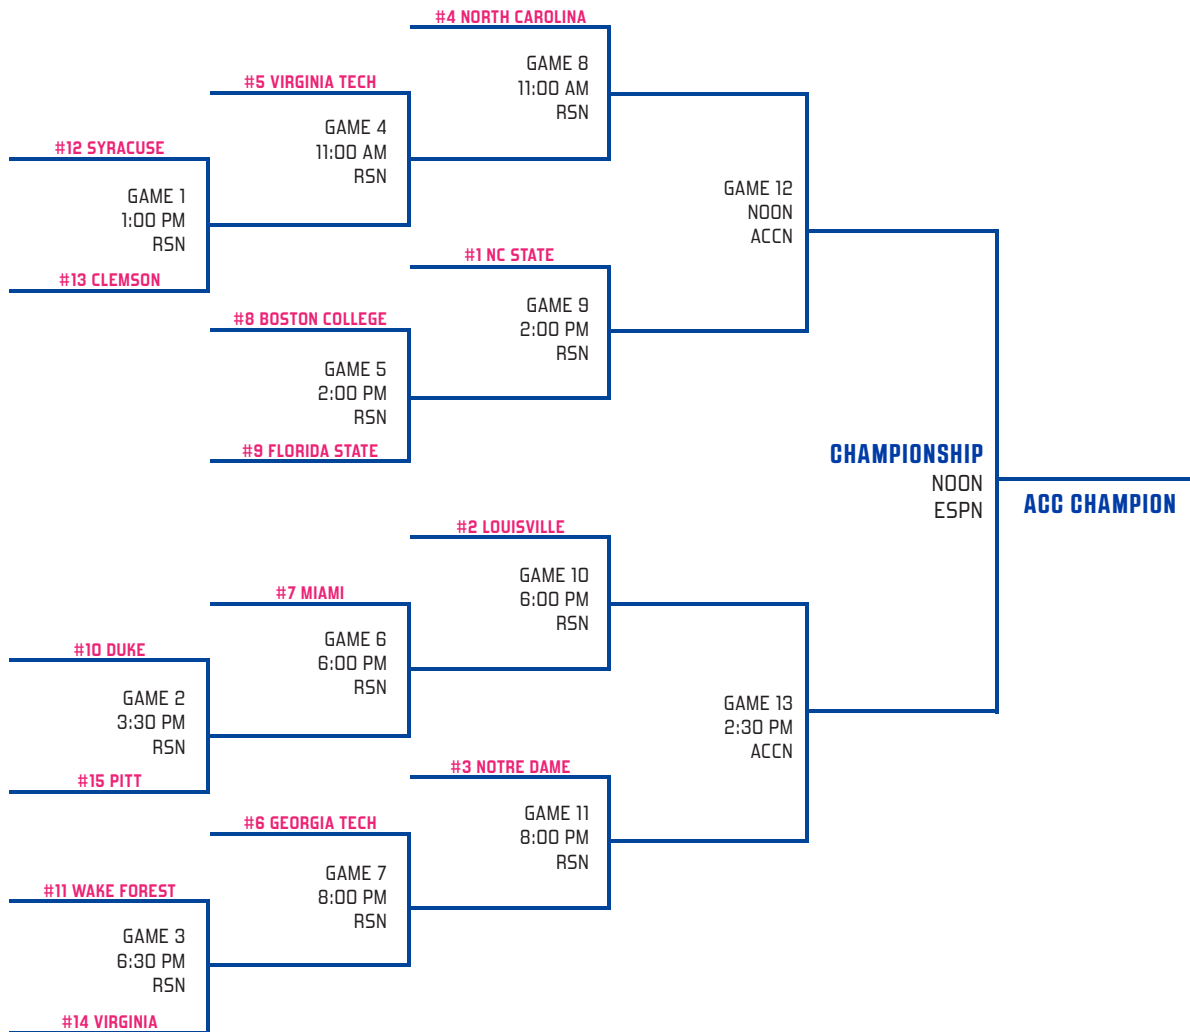 #4 NORTH CAROLINA
GAME 8
11:00 AM
RSN
#5 VIRGINIA TECH
GAME 4
11:00 AM
RSN
#12 SYRACUSE
GAME 1
1:00 PM
RSN
#13 CLEMSON
GAME 12
NOON
ACCN
#1 NC STATE
GAME 9
2:00 PM
RSN
#8 BOSTON COLLEGE
GAME 5
2:00 PM
RSN
#9 FLORIDA STATE
CHAMPIONSHIP
NOON
ESPN
ACC CHAMPION
#2 LOUISVILLE
GAME 10
6:00 PM
RSN
#7 MIAMI
GAME 6
6:00 PM
RSN
#10 DUKE
GAME 2
3:30 PM
RSN
#15 PITT
GAME 13
2:30 PM
ACCN
#3 NOTRE DAME
GAME 11
8:00 PM
RSN
#6 GEORGIA TECH
GAME 7
8:00 PM
RSN
#11 WAKE FOREST
GAME 3
6:30 PM
RSN
#14 VIRGINIA